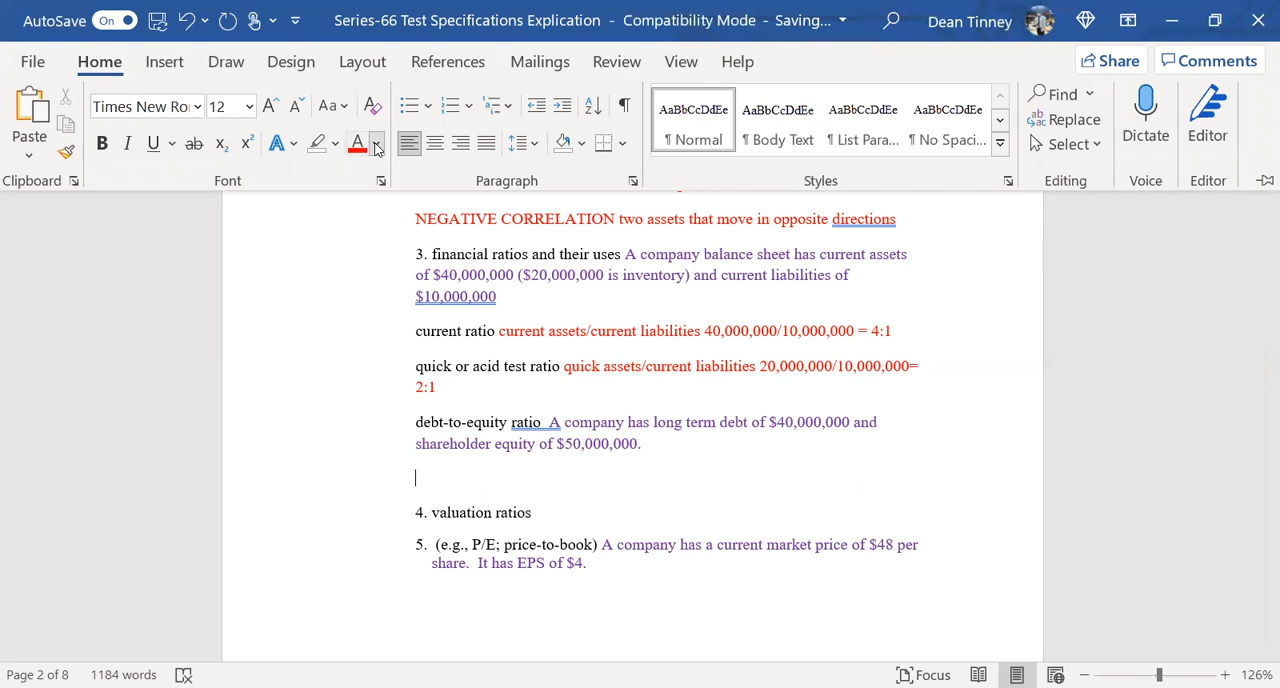 AutoSave On Series-66 Test Specifications Explication - Compatibility Mode - Saving... Dean Tinney
File Home Insert Draw Design Layout References Mailings Review View Help Share Comments
Paste Times New Ro 12 A A Aa A AaBbCcDdEe AaBbCcDdEe AaBbCcDdEe AaBbCcDdEe Find
Replace
B I U ab x₂ x² A A ¶ Normal ¶ Body Text ¶ List Para... ¶ No Spaci... Select Dictate Editor
Clipboard Font Paragraph Styles Editing Voice Editor
NEGATIVE CORRELATION two assets that move in opposite directions
3. financial ratios and their uses A company balance sheet has current assets
of $40,000,000 ($20,000,000 is inventory) and current liabilities of
$10,000,000
current ratio current assets/current liabilities 40,000,000/10,000,000 = 4:1
quick or acid test ratio quick assets/current liabilities 20,000,000/10,000,000=
2:1
debt-to-equity ratio A company has long term debt of $40,000,000 and
shareholder equity of $50,000,000.
4. valuation ratios
5. (e.g., P/E; price-to-book) A company has a current market price of $48 per
share. It has EPS of $4.
Page 2 of 8 1184 words Focus 126%